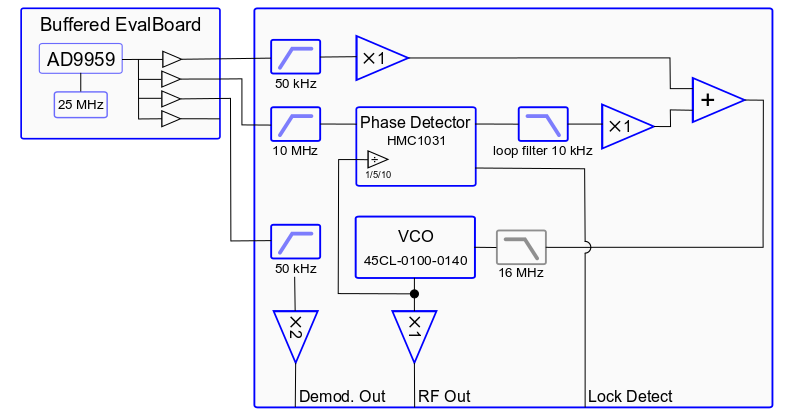 Buffered EvalBoard
AD9959
25 MHz
50 kHz
×1
+
10 MHz
Phase Detector
HMC1031
÷
1/5/10
loop filter 10 kHz
×1
50 kHz
VCO
45CL-0100-0140
16 MHz
×2
×1
Demod. Out
RF Out
Lock Detect